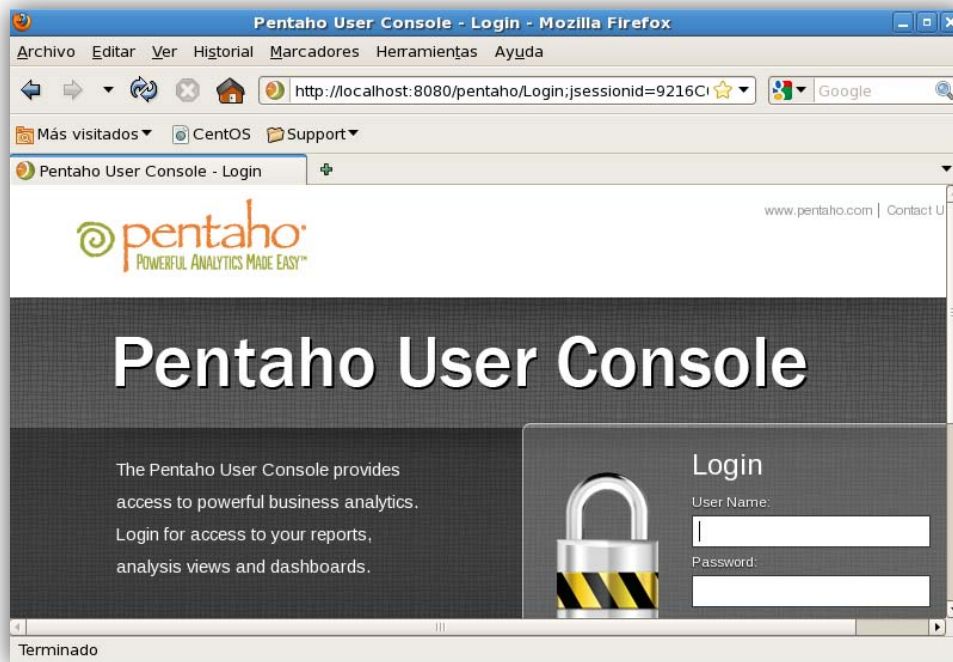 Pentaho User Console - Login - Mozilla Firefox
Archivo Editar Ver Historial Marcadores Herramientas Ayuda
http://localhost:8080/pentaho/Login;jsessionid=9216C Google
Más visitados CentOS Support
Pentaho User Console - Login
www.pentaho.com | Contact U
pentaho
POWERFUL ANALYTICS MADE EASY™
Pentaho User Console
The Pentaho User Console provides
access to powerful business analytics.
Login for access to your reports,
analysis views and dashboards.
Login
User Name:
Password:
Terminado